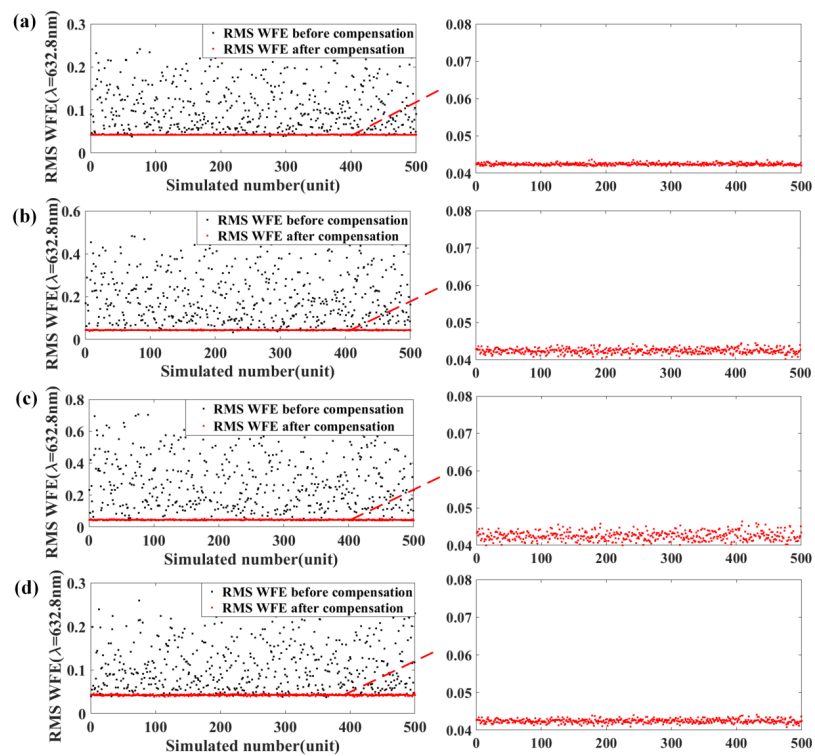 (a)
RMS WFE(λ=632.8nm)
0.3
0.2
0.1
0
RMS WFE before compensation
RMS WFE after compensation
0 100 200 300 400 500
Simulated number(unit)
0.08
0.07
0.06
0.05
0.04
0 100 200 300 400 500
(b)
RMS WFE(λ=632.8nm)
0.6
0.4
0.2
0
RMS WFE before compensation
RMS WFE after compensation
0 100 200 300 400 500
Simulated number(unit)
0.08
0.07
0.06
0.05
0.04
0 100 200 300 400 500
(c)
RMS WFE(λ=632.8nm)
0.8
0.6
0.4
0.2
0
RMS WFE before compensation
RMS WFE after compensation
0 100 200 300 400 500
Simulated number(unit)
0.08
0.07
0.06
0.05
0.04
0 100 200 300 400 500
(d)
RMS WFE(λ=632.8nm)
0.3
0.2
0.1
0
RMS WFE before compensation
RMS WFE after compensation
0 100 200 300 400 500
Simulated number(unit)
0.08
0.07
0.06
0.05
0.04
0 100 200 300 400 500